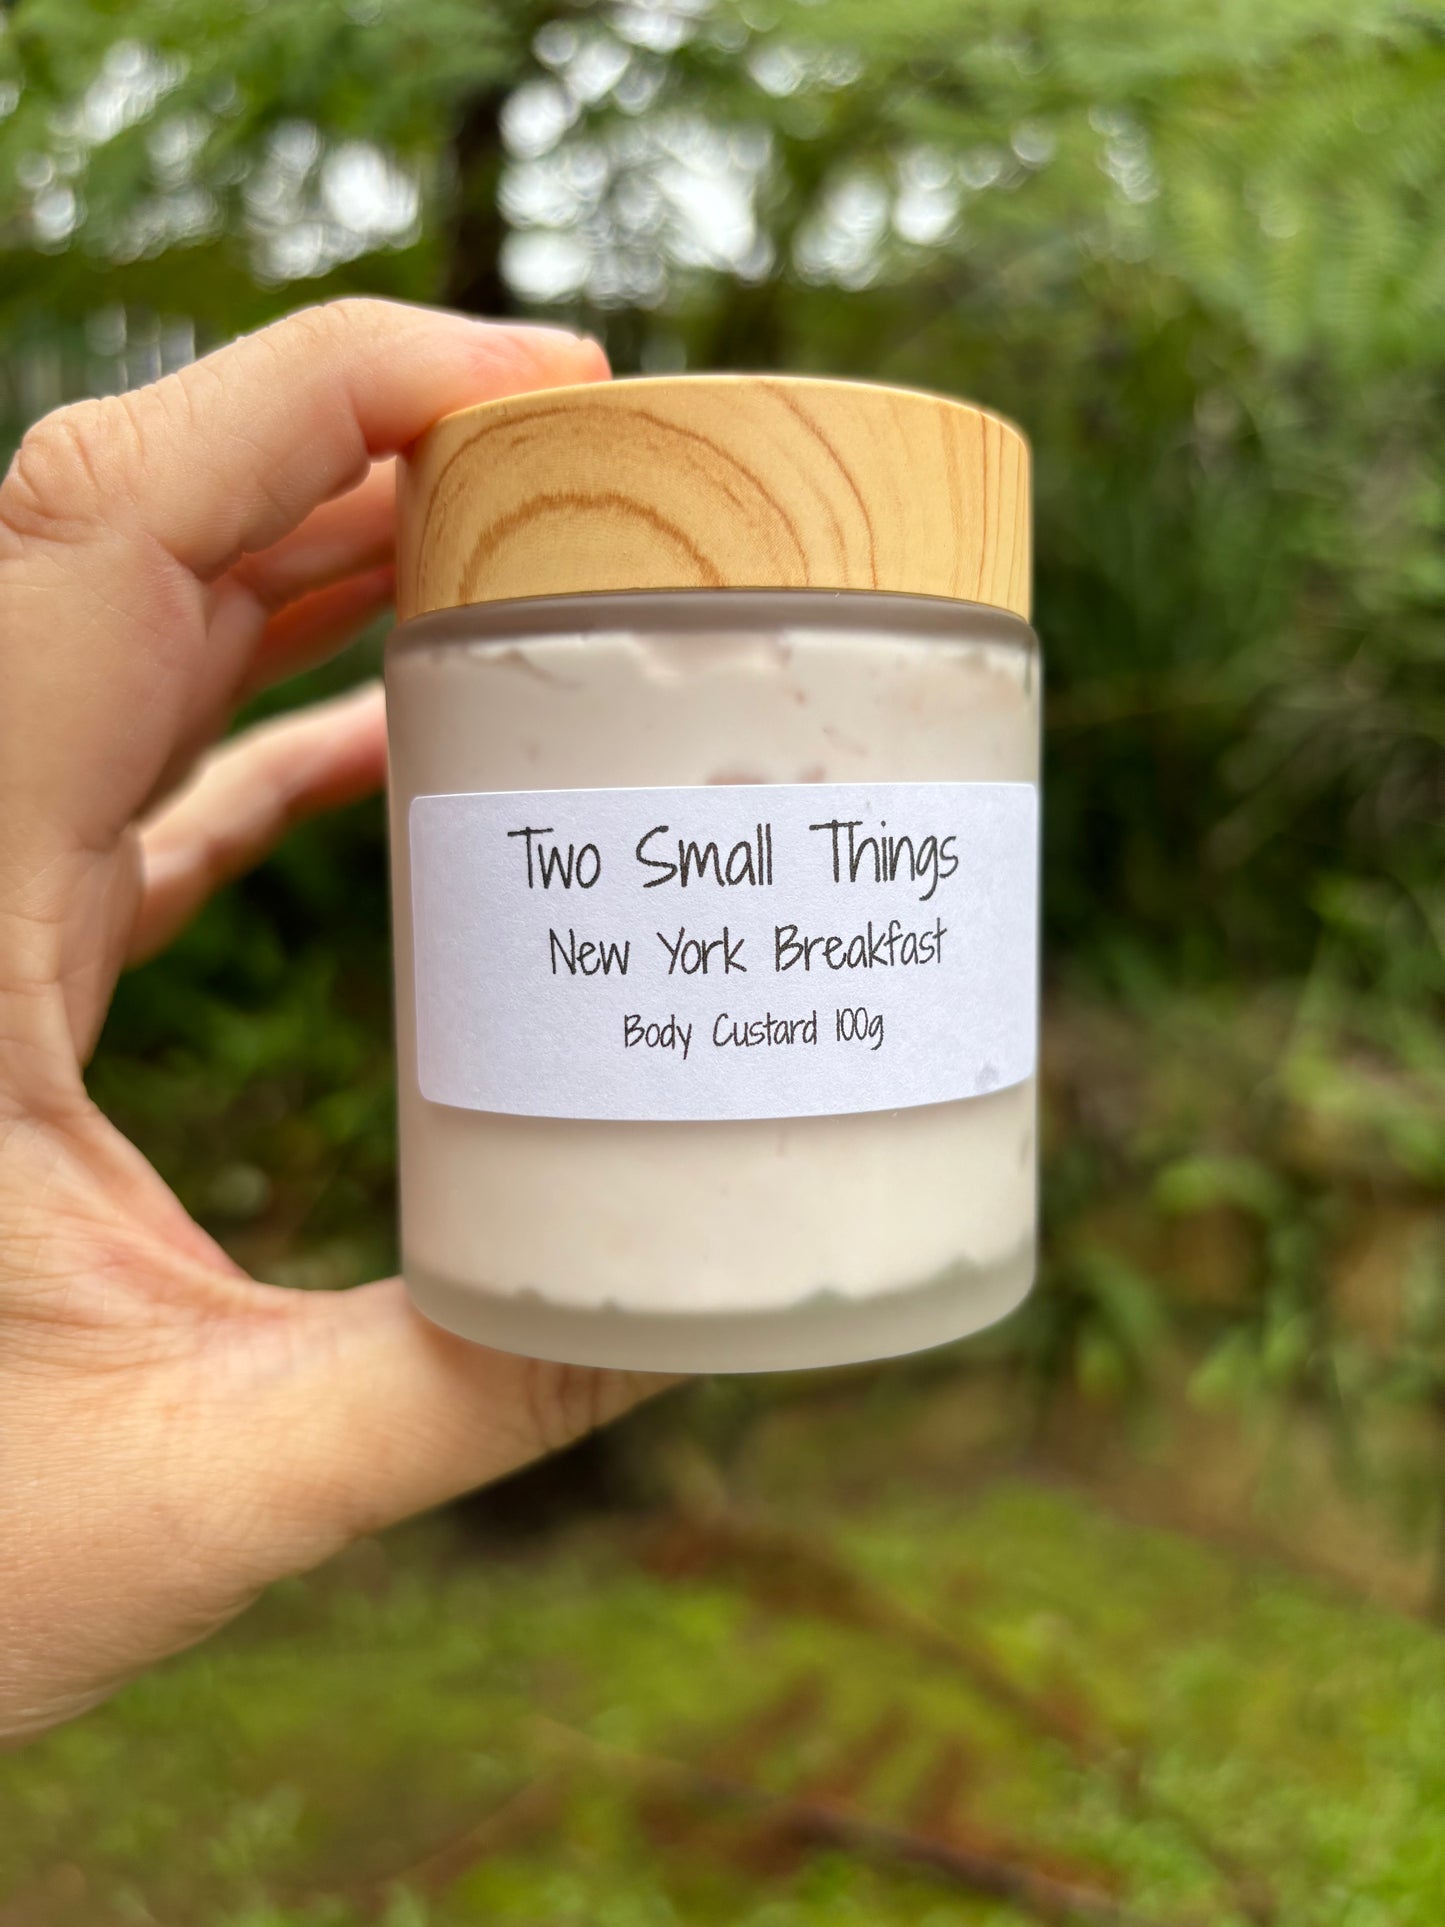 Two Small Things
New York Breakfast
Body Custard 100g